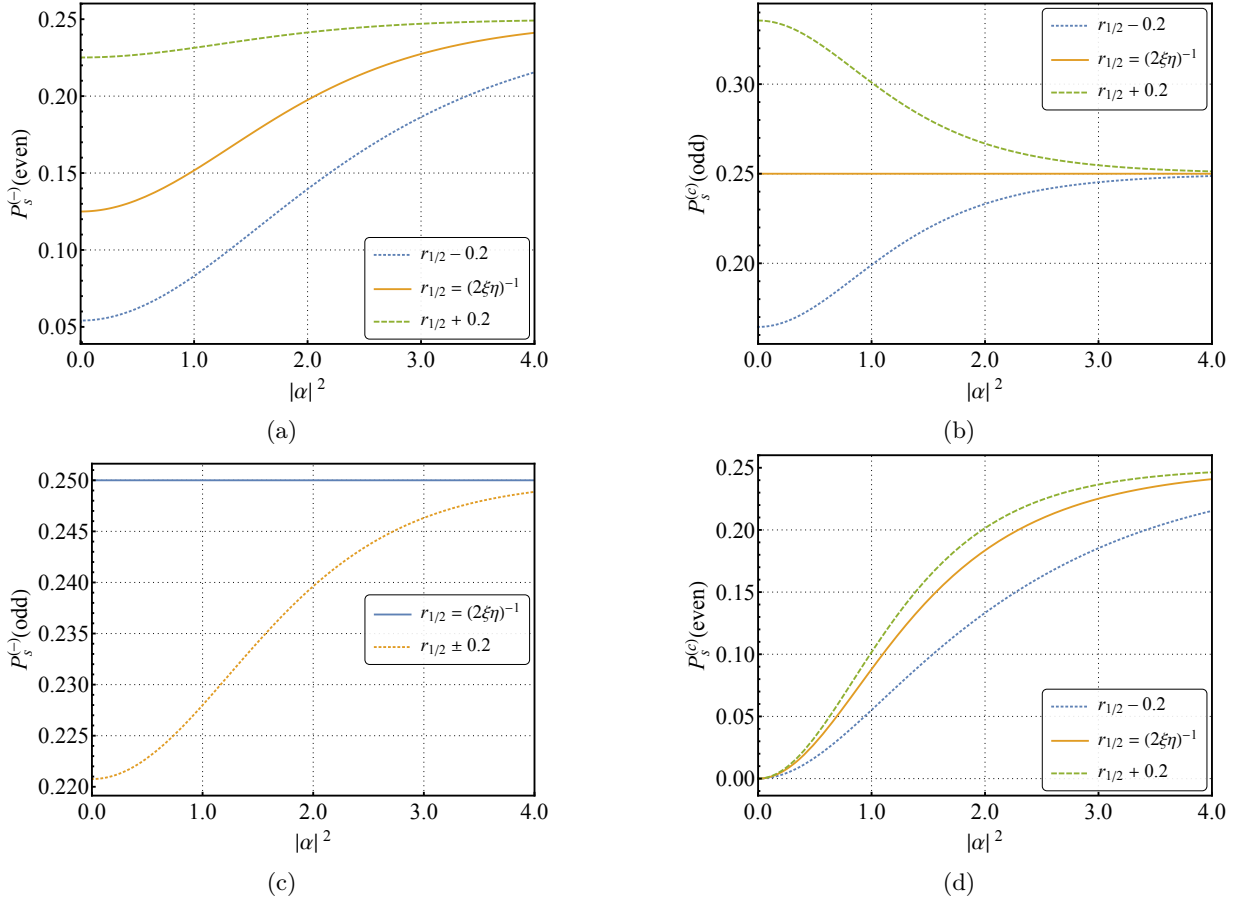 0.25
0.20
0.15
0.10
0.05
P_s^{(−)}(even)
r_{1/2} − 0.2
r_{1/2} = (2ξη)^{−1}
r_{1/2} + 0.2
0.0 1.0 2.0 3.0 4.0
|α|^2
(a)
0.30
0.25
0.20
P_s^{(c)}(odd)
r_{1/2} − 0.2
r_{1/2} = (2ξη)^{−1}
r_{1/2} + 0.2
0.0 1.0 2.0 3.0 4.0
|α|^2
(b)
0.250
0.245
0.240
0.235
0.230
0.225
0.220
P_s^{(−)}(odd)
r_{1/2} = (2ξη)^{−1}
r_{1/2} ± 0.2
0.0 1.0 2.0 3.0 4.0
|α|^2
(c)
0.25
0.20
0.15
0.10
0.05
0.00
P_s^{(c)}(even)
r_{1/2} − 0.2
r_{1/2} = (2ξη)^{−1}
r_{1/2} + 0.2
0.0 1.0 2.0 3.0 4.0
|α|^2
(d)